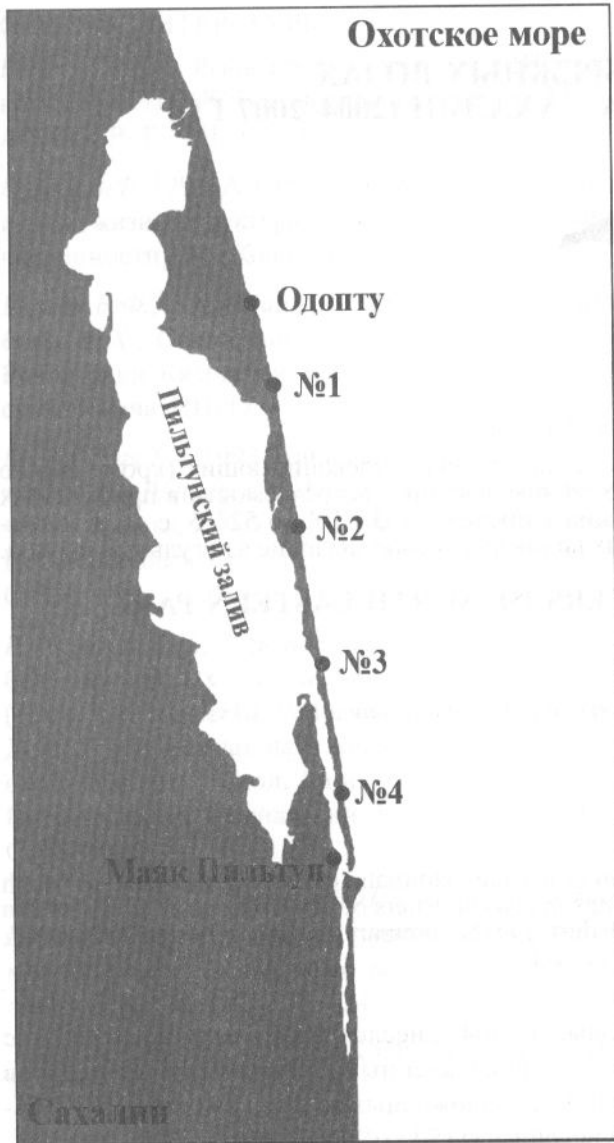 Охотское море
Одопту
№1
Пильтунский залив
№2
№3
№4
Маяк Пильтун
Сахалин